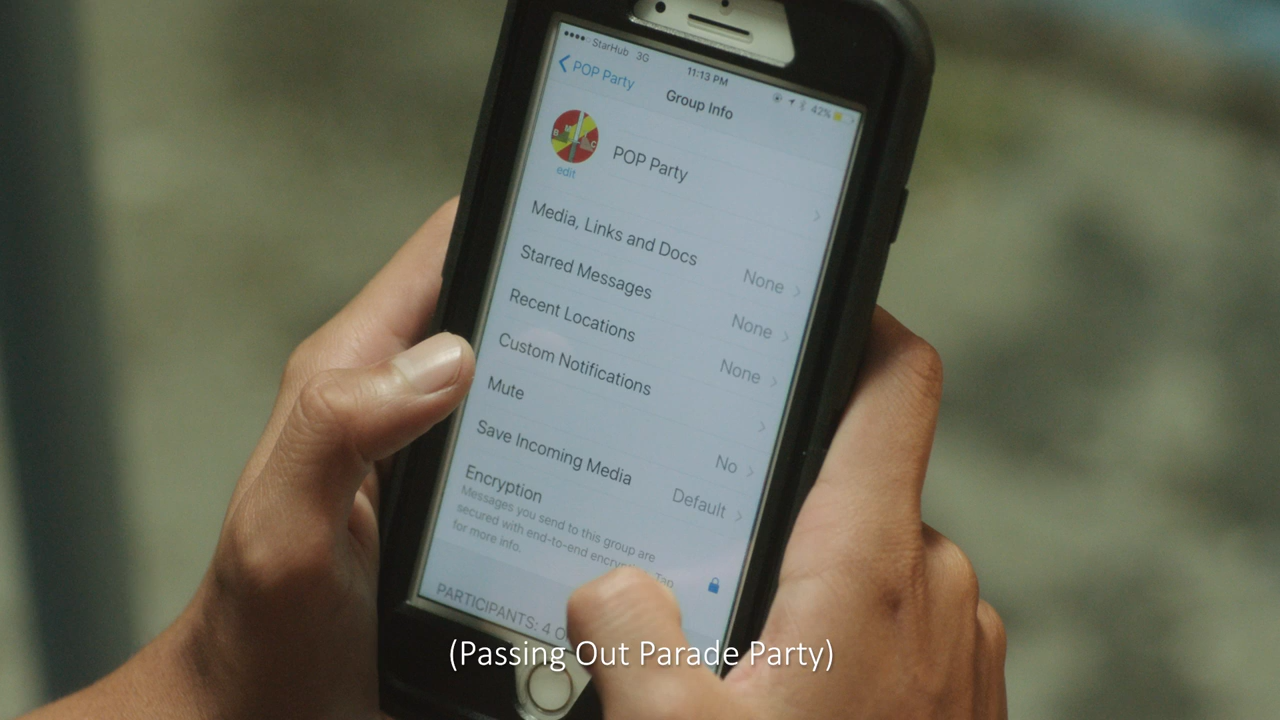 StarHub 3G
11:13 PM
42%
POP Party
Group Info
POP Party
edit
Media, Links and Docs
None
Starred Messages
None
Recent Locations
None
Custom Notifications
Mute
No
Save Incoming Media
Default
Encryption
Messages you send to this group are
secured with end-to-end Tap
for more info.
PARTICIPANTS: 4
(Passing Out Parade Party)